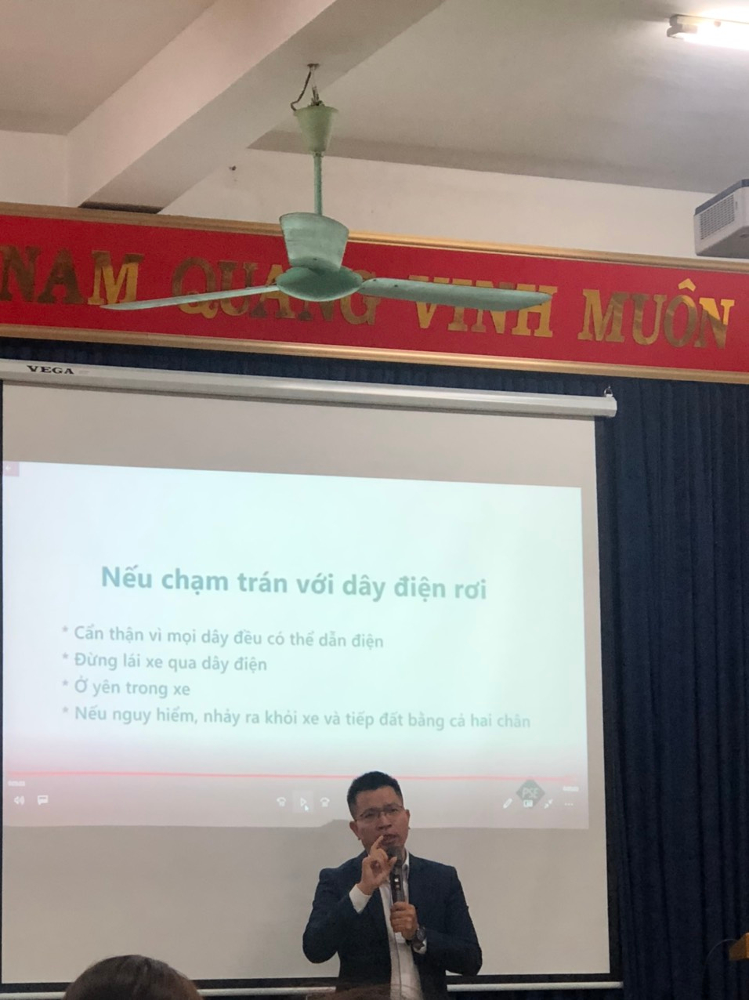 NAM QUANG VINH MUÔN
VEGA
Nếu chạm trán với dây điện rơi
* Cẩn thận vì mọi dây đều có thể dẫn điện
* Đừng lái xe qua dây điện
* Ở yên trong xe
* Nếu nguy hiểm, nhảy ra khỏi xe và tiếp đất bằng cả hai chân
PSE